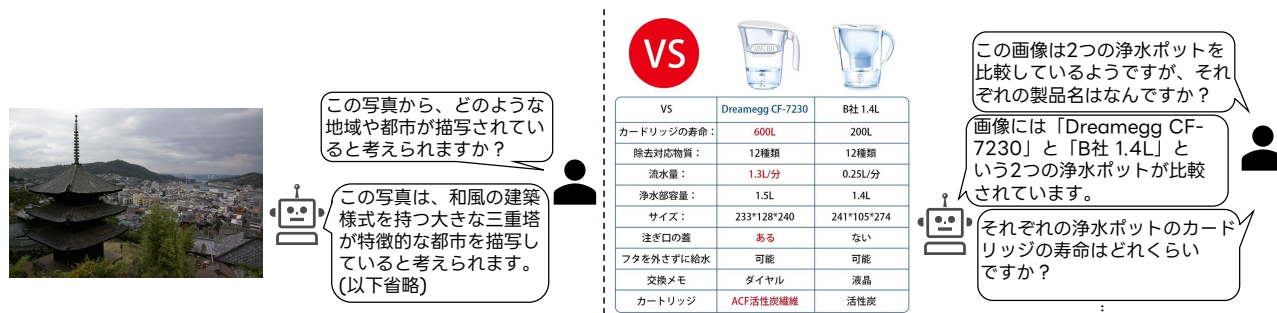 この写真から、どのような
地域や都市が描写されてい
ると考えられますか？
この写真は、和風の建築
様式を持つ大きな三重塔
が特徴的な都市を描写し
ていると考えられます。
(以下省略)
VS
VS Dreamegg CF-7230 B社 1.4L
カードリッジの寿命： 600L 200L
除去対応物質： 12種類 12種類
流水量： 1.3L/分 0.25L/分
浄水部容量： 1.5L 1.4L
サイズ： 233*128*240 241*105*274
注ぎ口の蓋 ある ない
フタを外さずに給水 可能 可能
交換メモ ダイヤル 液晶
カートリッジ ACF活性炭繊維 活性炭
この画像は2つの浄水ポットを
比較しているようですが、それ
ぞれの製品名はなんですか？
画像には「Dreamegg CF-
7230」と「B社 1.4L」と
いう2つの浄水ポットが比較
されています。
それぞれの浄水ポットのカード
リッジの寿命はどれくらい
ですか？
: